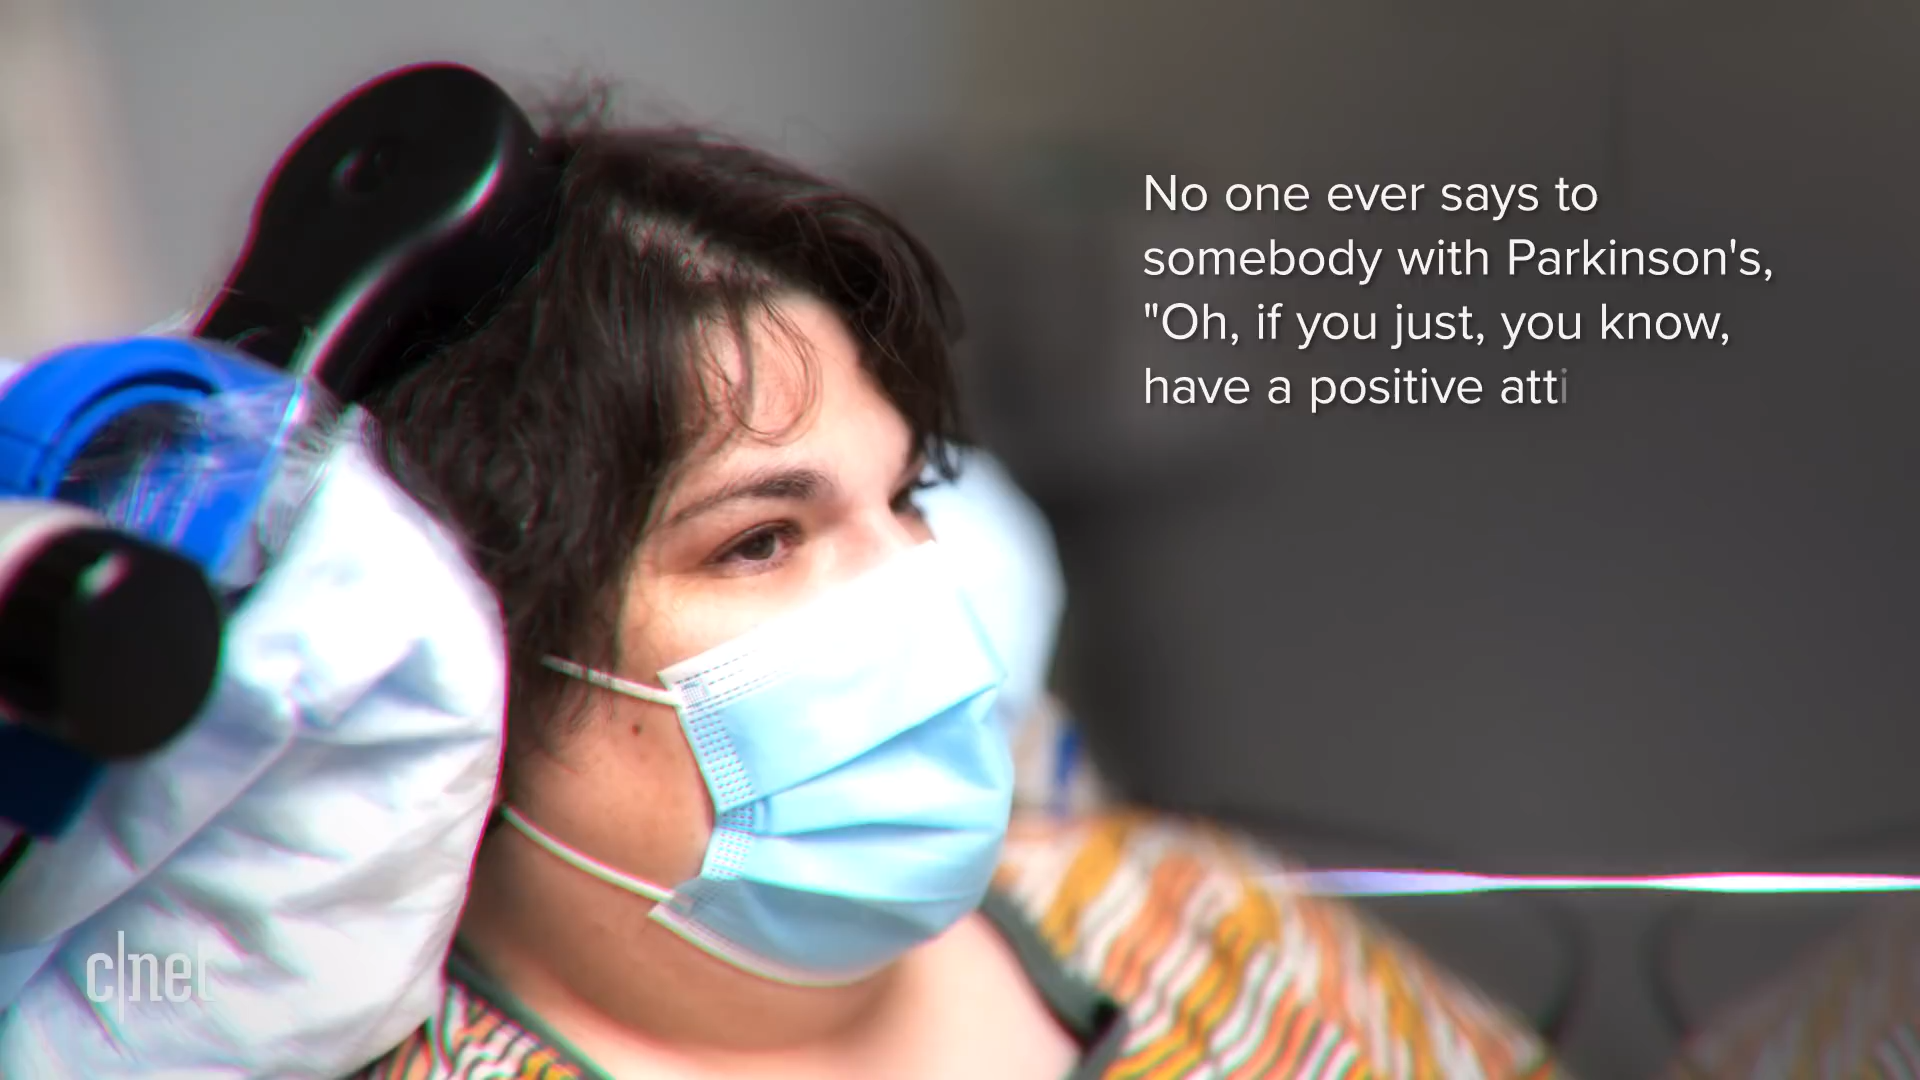 No one ever says to
somebody with Parkinson's,
"Oh, if you just, you know,
have a positive atti
c|net